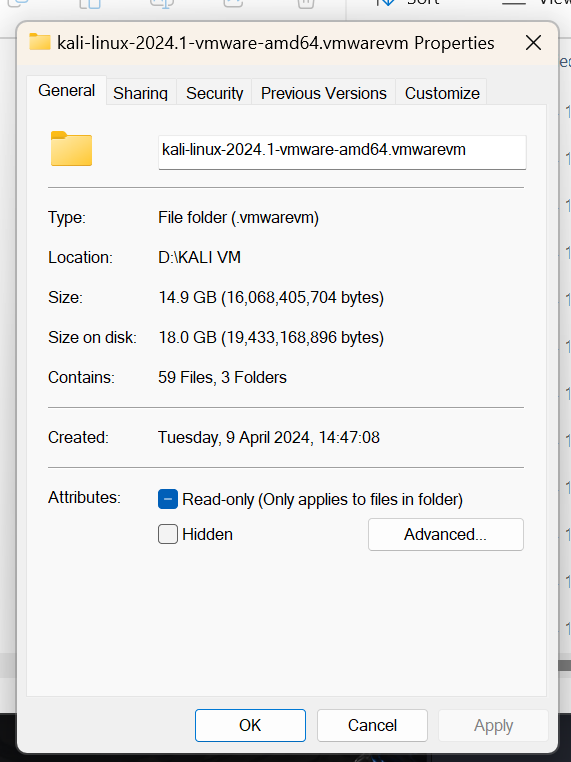 Sort
kali-linux-2024.1-vmware-amd64.vmwarevm Properties
General Sharing Security Previous Versions Customize
kali-linux-2024.1-vmware-amd64.vmwarevm
Type: File folder (.vmwarevm)
Location: D:\KALI VM
Size: 14.9 GB (16,068,405,704 bytes)
Size on disk: 18.0 GB (19,433,168,896 bytes)
Contains: 59 Files, 3 Folders
Created: Tuesday, 9 April 2024, 14:47:08
Attributes: Read-only (Only applies to files in folder)
Hidden Advanced...
OK Cancel Apply